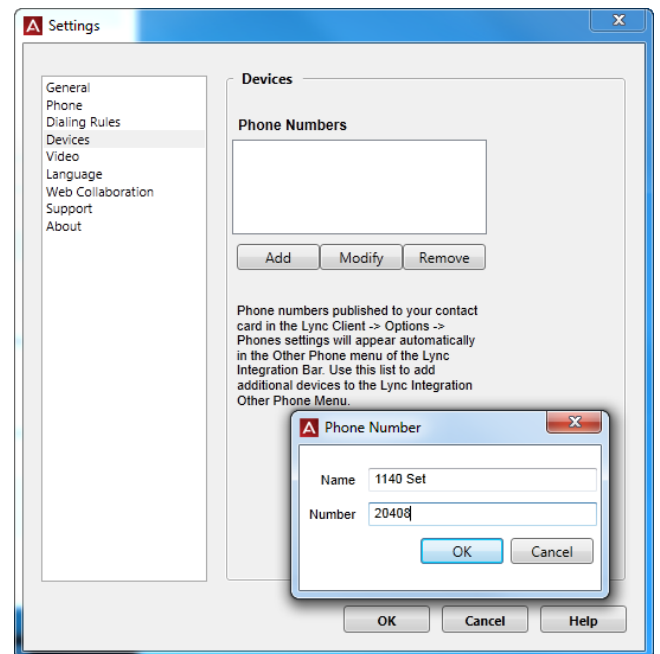 Settings
x
General
Phone
Dialing Rules
Devices
Video
Language
Web Collaboration
Support
About
Devices
Phone Numbers
Add Modify Remove
Phone numbers published to your contact
card in the Lync Client -> Options ->
Phones settings will appear automatically
in the Other Phone menu of the Lync
Integration Bar. Use this list to add
additional devices to the Lync Integration
Other Phone Menu.
Phone Number
x
Name 1140 Set
Number 20408
OK Cancel
OK Cancel Help